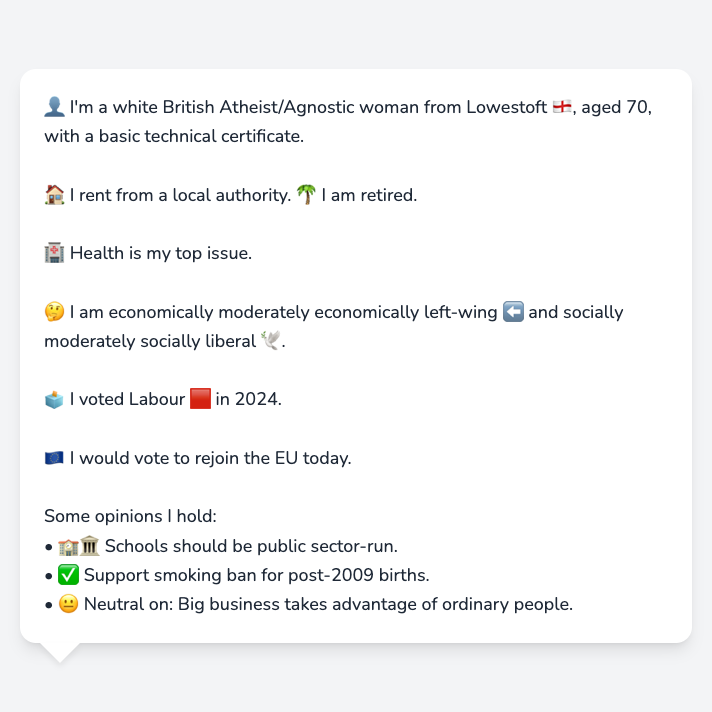 👤 I'm a white British Atheist/Agnostic woman from Lowestoft 🏴󠁧󠁢󠁥󠁮󠁧󠁿, aged 70,
with a basic technical certificate.
🏠 I rent from a local authority. 🌴 I am retired.
🏥 Health is my top issue.
🤔 I am economically moderately economically left-wing ⬅️ and socially
moderately socially liberal 🕊️.
🗳️ I voted Labour 🟥 in 2024.
🇪🇺 I would vote to rejoin the EU today.
Some opinions I hold:
• 🏫🏛️ Schools should be public sector-run.
• ✅ Support smoking ban for post-2009 births.
• 😐 Neutral on: Big business takes advantage of ordinary people.